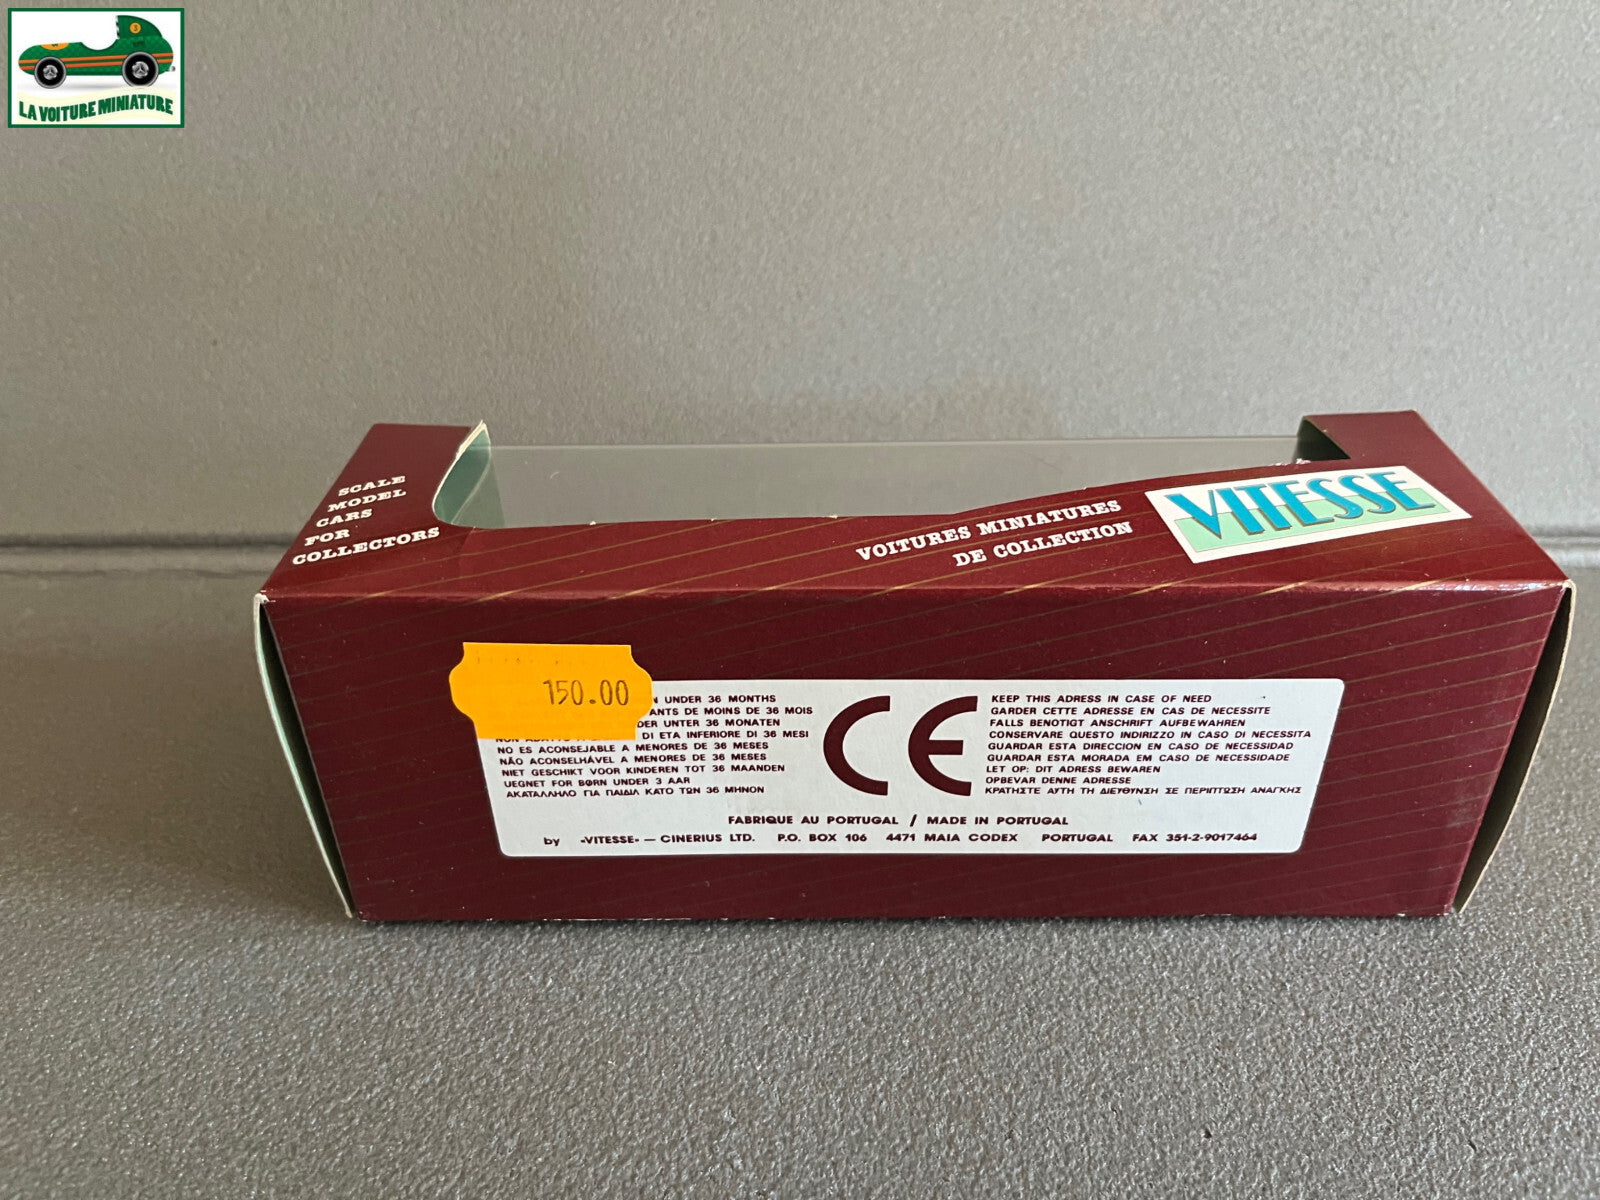 LA VOITURE MINIATURE
SCALE
MODEL
CARS
FOR
COLLECTORS
VOITURES MINIATURES
DE COLLECTION
VITESSE
150.00
UNDER 36 MONTHS
ANTS DE MOINS DE 36 MOIS
DER UNTER 36 MONATEN
DI ETA INFERIORE DI 36 MESI
NO ES ACONSEJABLE A MENORES DE 36 MESES
NÃO ACONSELHÁVEL A MENORES DE 36 MESES
NIET GESCHIKT VOOR KINDEREN TOT 36 MAANDEN
UEGNET FOR BØRN UNDER 3 AAR
ΑΚΑΤΑΛΛΗΛΟ ΓΙΑ ΠΑΙΔΙΑ ΚΑΤΟ ΤΩΝ 36 ΜΗΝΟΝ
CE
KEEP THIS ADRESS IN CASE OF NEED
GARDER CETTE ADRESSE EN CAS DE NECESSITE
FALLS BENOTIGT ANSCHRIFT AUFBEWAHREN
CONSERVARE QUESTO INDIRIZZO IN CASO DI NECESSITA
GUARDAR ESTA DIRECCION EN CASO DE NECESSIDAD
GUARDAR ESTA MORADA EM CASO DE NECESSIDADE
LET OP: DIT ADRESS BEWAREN
OPBEVAR DENNE ADRESSE
ΚΡΑΤΗΣΤΕ ΑΥΤΗ ΤΗ ΔΙΕΥΘΥΝΣΗ ΣΕ ΠΕΡΙΠΤΩΣΗ ΑΝΑΓΚΗΣ
FABRIQUE AU PORTUGAL / MADE IN PORTUGAL
by «VITESSE» — CINERIUS LTD. P.O. BOX 106 4471 MAIA CODEX PORTUGAL FAX 351-2-9017464